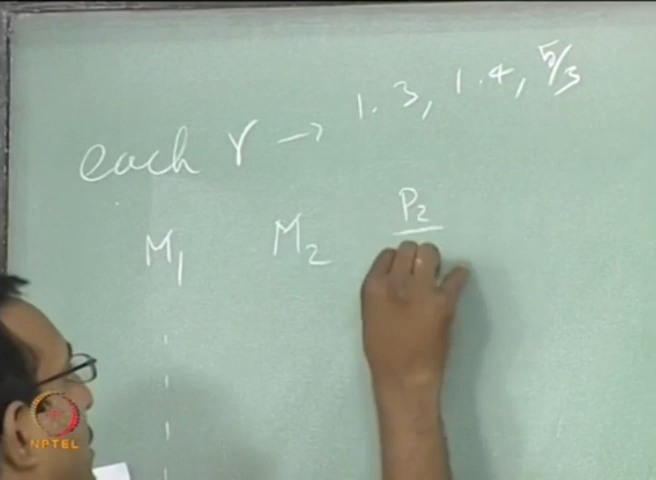 each γ → 1.3, 1.4, 5/3
M₁ M₂ P₂
NPTEL